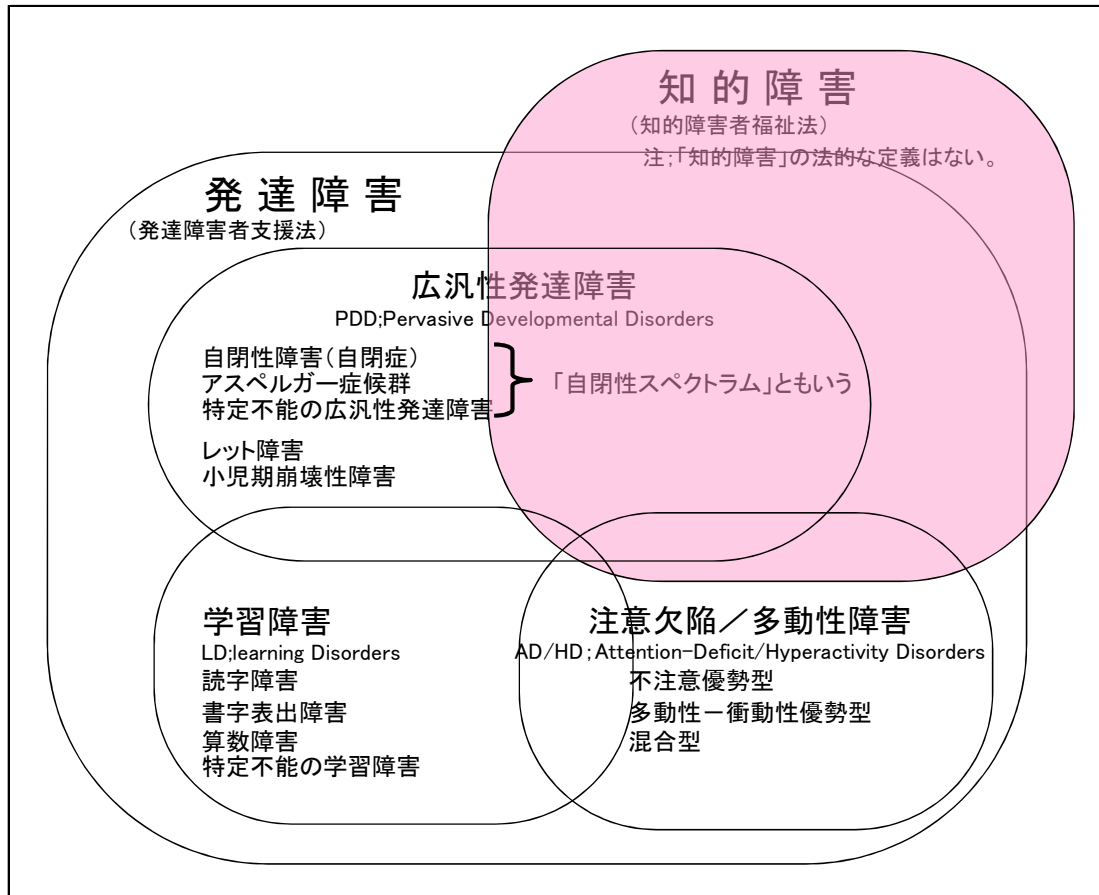 知的障害
(知的障害者福祉法)
注;「知的障害」の法的な定義はない。
発達障害
(発達障害者支援法)
広汎性発達障害
PDD;Pervasive Developmental Disorders
自閉性障害(自閉症)
アスペルガー症候群
特定不能の広汎性発達障害
「自閉性スペクトラム」ともいう
レット障害
小児期崩壊性障害
学習障害
LD;learning Disorders
読字障害
書字表出障害
算数障害
特定不能の学習障害
注意欠陥/多動性障害
AD/HD;Attention-Deficit/Hyperactivity Disorders
不注意優勢型
多動性-衝動性優勢型
混合型